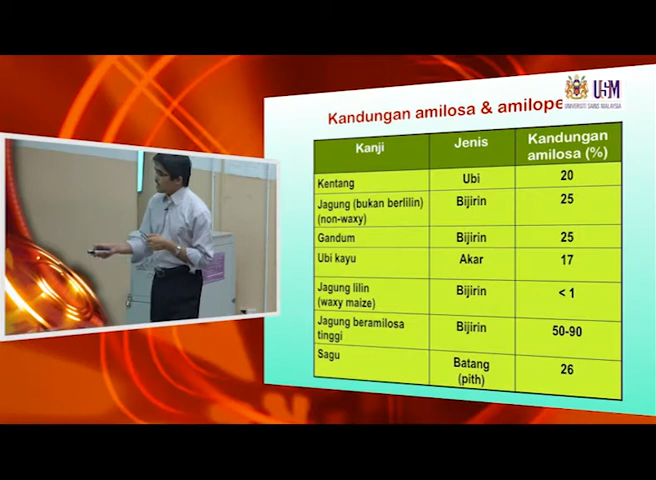 USM
UNIVERSITI SAINS MALAYSIA
Kandungan amilosa & amilope
Kanji Jenis Kandungan
amilosa (%)
Kentang Ubi 20
Jagung (bukan berlilin) Bijirin 25
(non-waxy)
Gandum Bijirin 25
Ubi kayu Akar 17
Jagung lilin Bijirin < 1
(waxy maize)
Jagung beramilosa Bijirin 50-90
tinggi
Sagu Batang 26
(pith)